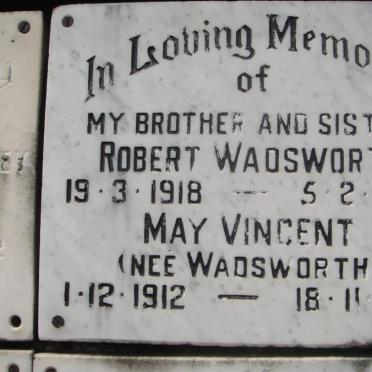 In Loving Memo
of
MY BROTHER AND SIST
ROBERT WADSWORT
19·3·1918 — 5·2·
MAY VINCENT
(NEE WADSWORTH
1·12·1912 — 18·11·